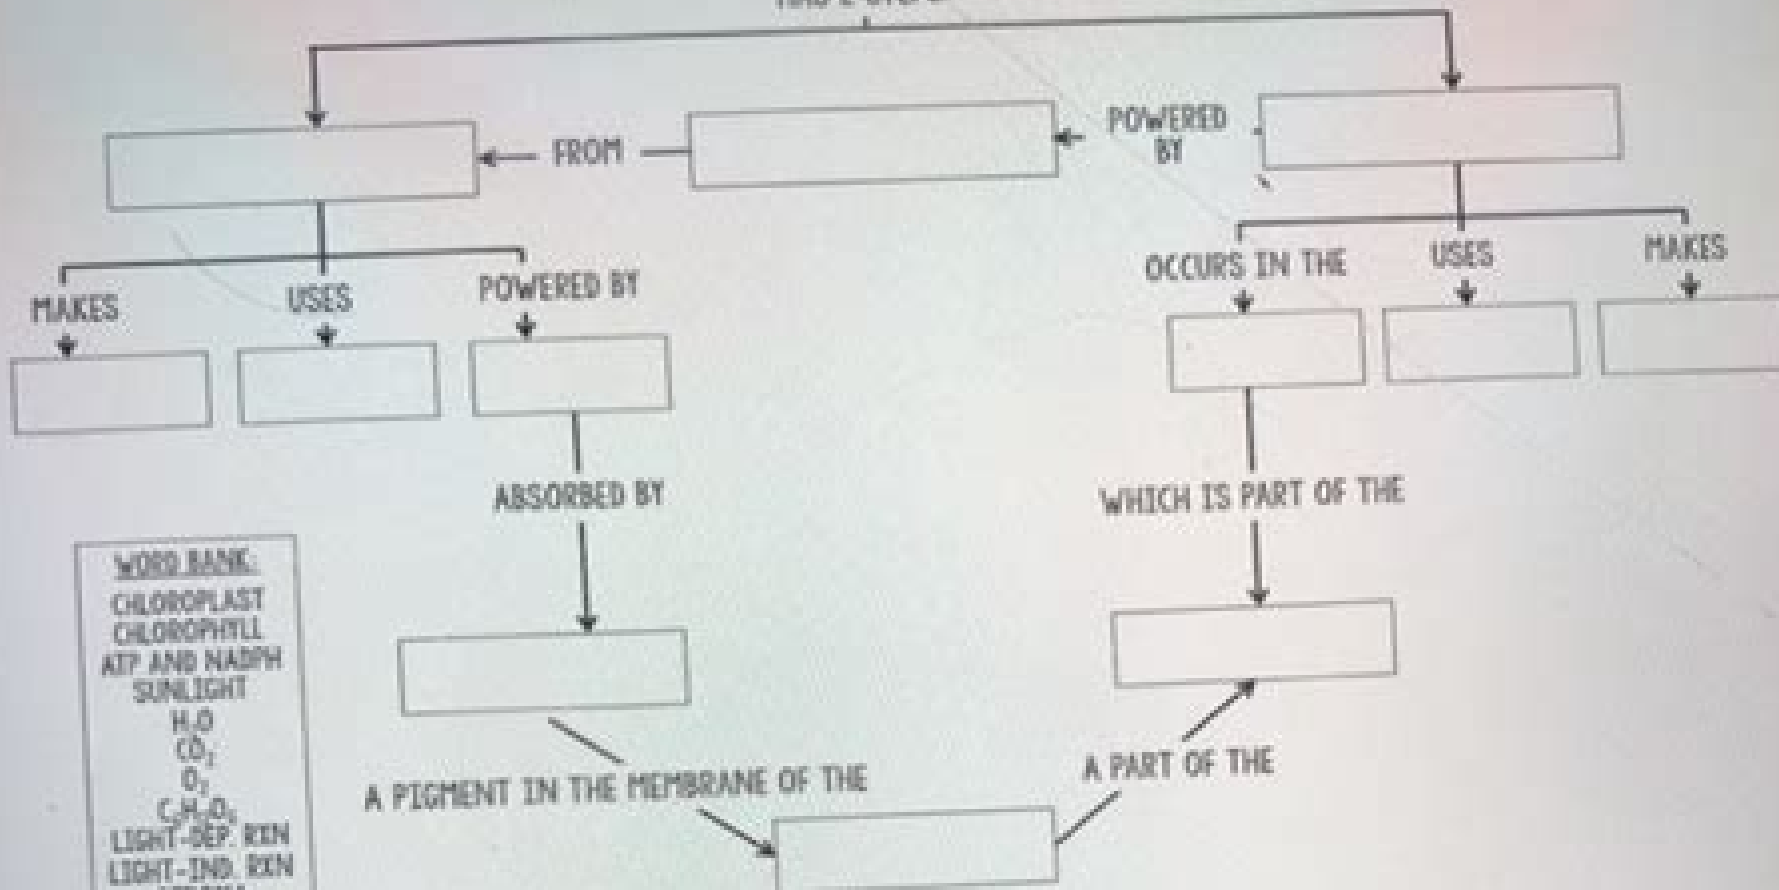 FROM
POWERED
BY
MAKES
USES
POWERED BY
OCCURS IN THE
USES
MAKES
ABSORBED BY
WHICH IS PART OF THE
A PIGMENT IN THE MEMBRANE OF THE
A PART OF THE
WORD BANK:
CHLOROPLAST
CHLOROPHYLL
ATP AND NADPH
SUNLIGHT
H₂O
CO₂
O₂
C₆H₁₂O₆
LIGHT-DEP. RXN
LIGHT-IND. RXN